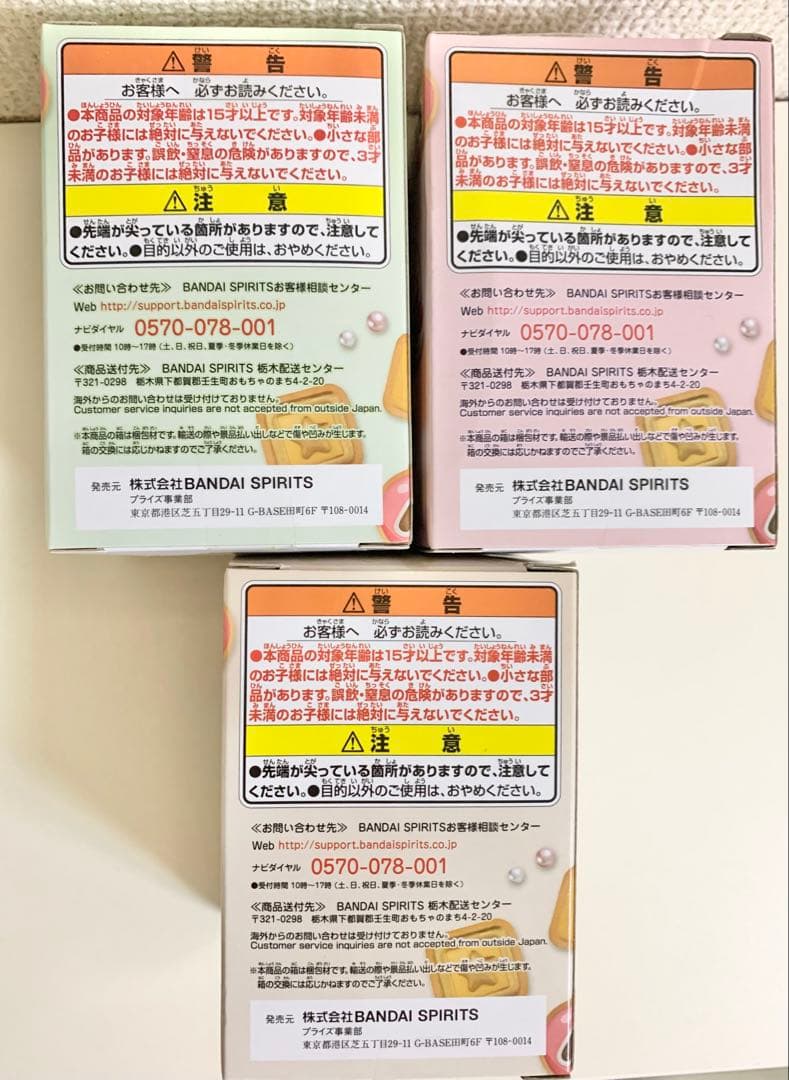 ⚠警告
お客様へ 必ずお読みください。
●本商品の対象年齢は15才以上です。対象年齢未満
のお子様には絶対に与えないでください。●小さな部
品があります。誤飲・窒息の危険がありますので、3才
未満のお子様には絶対に与えないでください。
⚠注意
●先端が尖っている箇所がありますので、注意して
ください。●目的以外のご使用は、おやめください。
≪お問い合わせ先≫ BANDAI SPIRITSお客様相談センター
Web http://support.bandaispirits.co.jp
ナビダイヤル 0570-078-001
●受付時間 10時〜17時（土、日、祝日、夏季・冬季休業日を除く）
≪商品送付先≫ BANDAI SPIRITS 栃木配送センター
〒321-0298 栃木県下都賀郡壬生町おもちゃのまち4-2-20
海外からのお問い合わせは受け付けておりません。
Customer service inquiries are not accepted from outside Japan.
※本商品の箱は梱包材です。輸送の際や景品払い出しなどで傷や凹みが生じます。
箱の交換には応じかねますのでご了承ください。
発売元 株式会社BANDAI SPIRITS
プライズ事業部
東京都港区芝五丁目29-11 G-BASE田町6F 〒108-0014
⚠警告
お客様へ 必ずお読みください。
●本商品の対象年齢は15才以上です。対象年齢未満
のお子様には絶対に与えないでください。●小さな部
品があります。誤飲・窒息の危険がありますので、3才
未満のお子様には絶対に与えないでください。
⚠注意
●先端が尖っている箇所がありますので、注意して
ください。●目的以外のご使用は、おやめください。
≪お問い合わせ先≫ BANDAI SPIRITSお客様相談センター
Web http://support.bandaispirits.co.jp
ナビダイヤル 0570-078-001
●受付時間 10時〜17時（土、日、祝日、夏季・冬季休業日を除く）
≪商品送付先≫ BANDAI SPIRITS 栃木配送センター
〒321-0298 栃木県下都賀郡壬生町おもちゃのまち4-2-20
海外からのお問い合わせは受け付けておりません。
Customer service inquiries are not accepted from outside Japan.
※本商品の箱は梱包材です。輸送の際や景品払い出しなどで傷や凹みが生じます。
箱の交換には応じかねますのでご了承ください。
発売元 株式会社BANDAI SPIRITS
プライズ事業部
東京都港区芝五丁目29-11 G-BASE田町6F 〒108-0014
⚠警告
お客様へ 必ずお読みください。
●本商品の対象年齢は15才以上です。対象年齢未満
のお子様には絶対に与えないでください。●小さな部
品があります。誤飲・窒息の危険がありますので、3才
未満のお子様には絶対に与えないでください。
⚠注意
●先端が尖っている箇所がありますので、注意して
ください。●目的以外のご使用は、おやめください。
≪お問い合わせ先≫ BANDAI SPIRITSお客様相談センター
Web http://support.bandaispirits.co.jp
ナビダイヤル 0570-078-001
●受付時間 10時〜17時（土、日、祝日、夏季・冬季休業日を除く）
≪商品送付先≫ BANDAI SPIRITS 栃木配送センター
〒321-0298 栃木県下都賀郡壬生町おもちゃのまち4-2-20
海外からのお問い合わせは受け付けておりません。
Customer service inquiries are not accepted from outside Japan.
※本商品の箱は梱包材です。輸送の際や景品払い出しなどで傷や凹みが生じます。
箱の交換には応じかねますのでご了承ください。
発売元 株式会社BANDAI SPIRITS
プライズ事業部
東京都港区芝五丁目29-11 G-BASE田町6F 〒108-0014